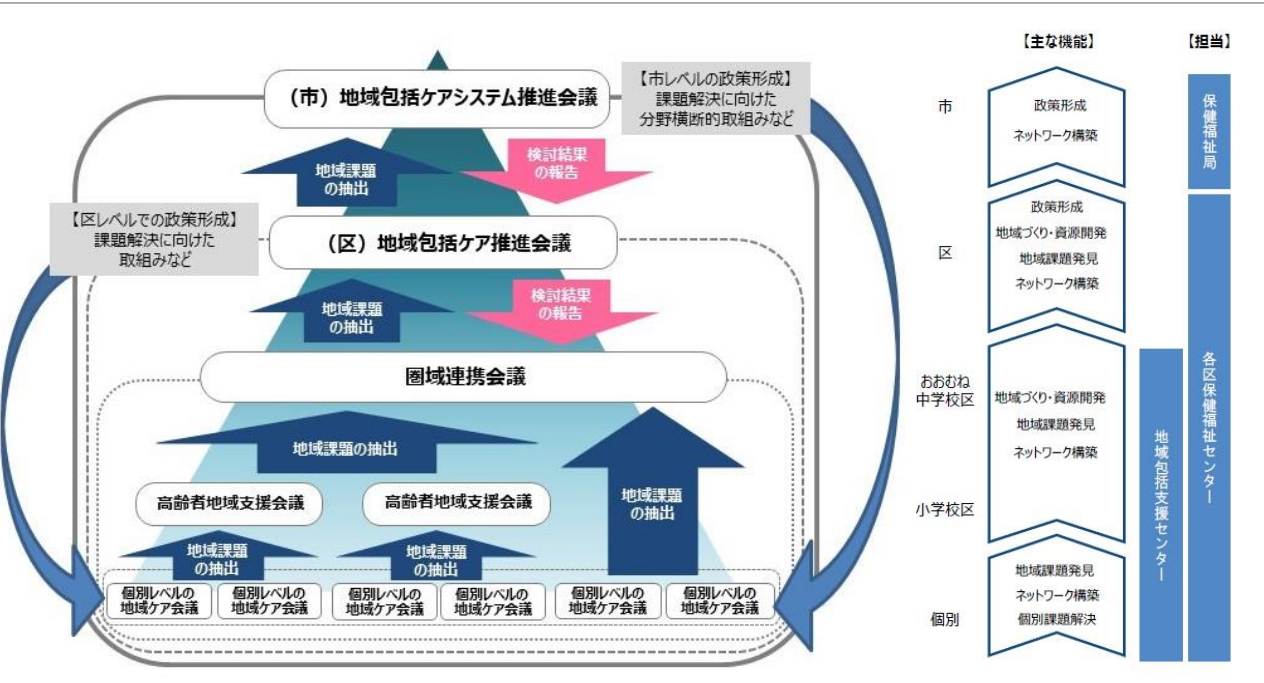 【主な機能】
【担当】
（市）地域包括ケアシステム推進会議
【市レベルの政策形成】
課題解決に向けた
分野横断的取組みなど
市
政策形成
ネットワーク構築
保健福祉局
地域課題
の抽出
検討結果
の報告
【区レベルでの政策形成】
課題解決に向けた
取組みなど
（区）地域包括ケア推進会議
区
政策形成
地域づくり・資源開発
地域課題発見
ネットワーク構築
地域課題
の抽出
検討結果
の報告
圏域連携会議
おおむね
中学校区
地域づくり・資源開発
地域課題発見
ネットワーク構築
各区保健福祉センター
地域包括支援センター
地域課題の抽出
高齢者地域支援会議
高齢者地域支援会議
地域課題
の抽出
小学校区
地域課題
の抽出
地域課題
の抽出
個別レベルの
地域ケア会議
個別レベルの
地域ケア会議
個別レベルの
地域ケア会議
個別レベルの
地域ケア会議
個別レベルの
地域ケア会議
個別レベルの
地域ケア会議
個別
地域課題発見
ネットワーク構築
個別課題解決